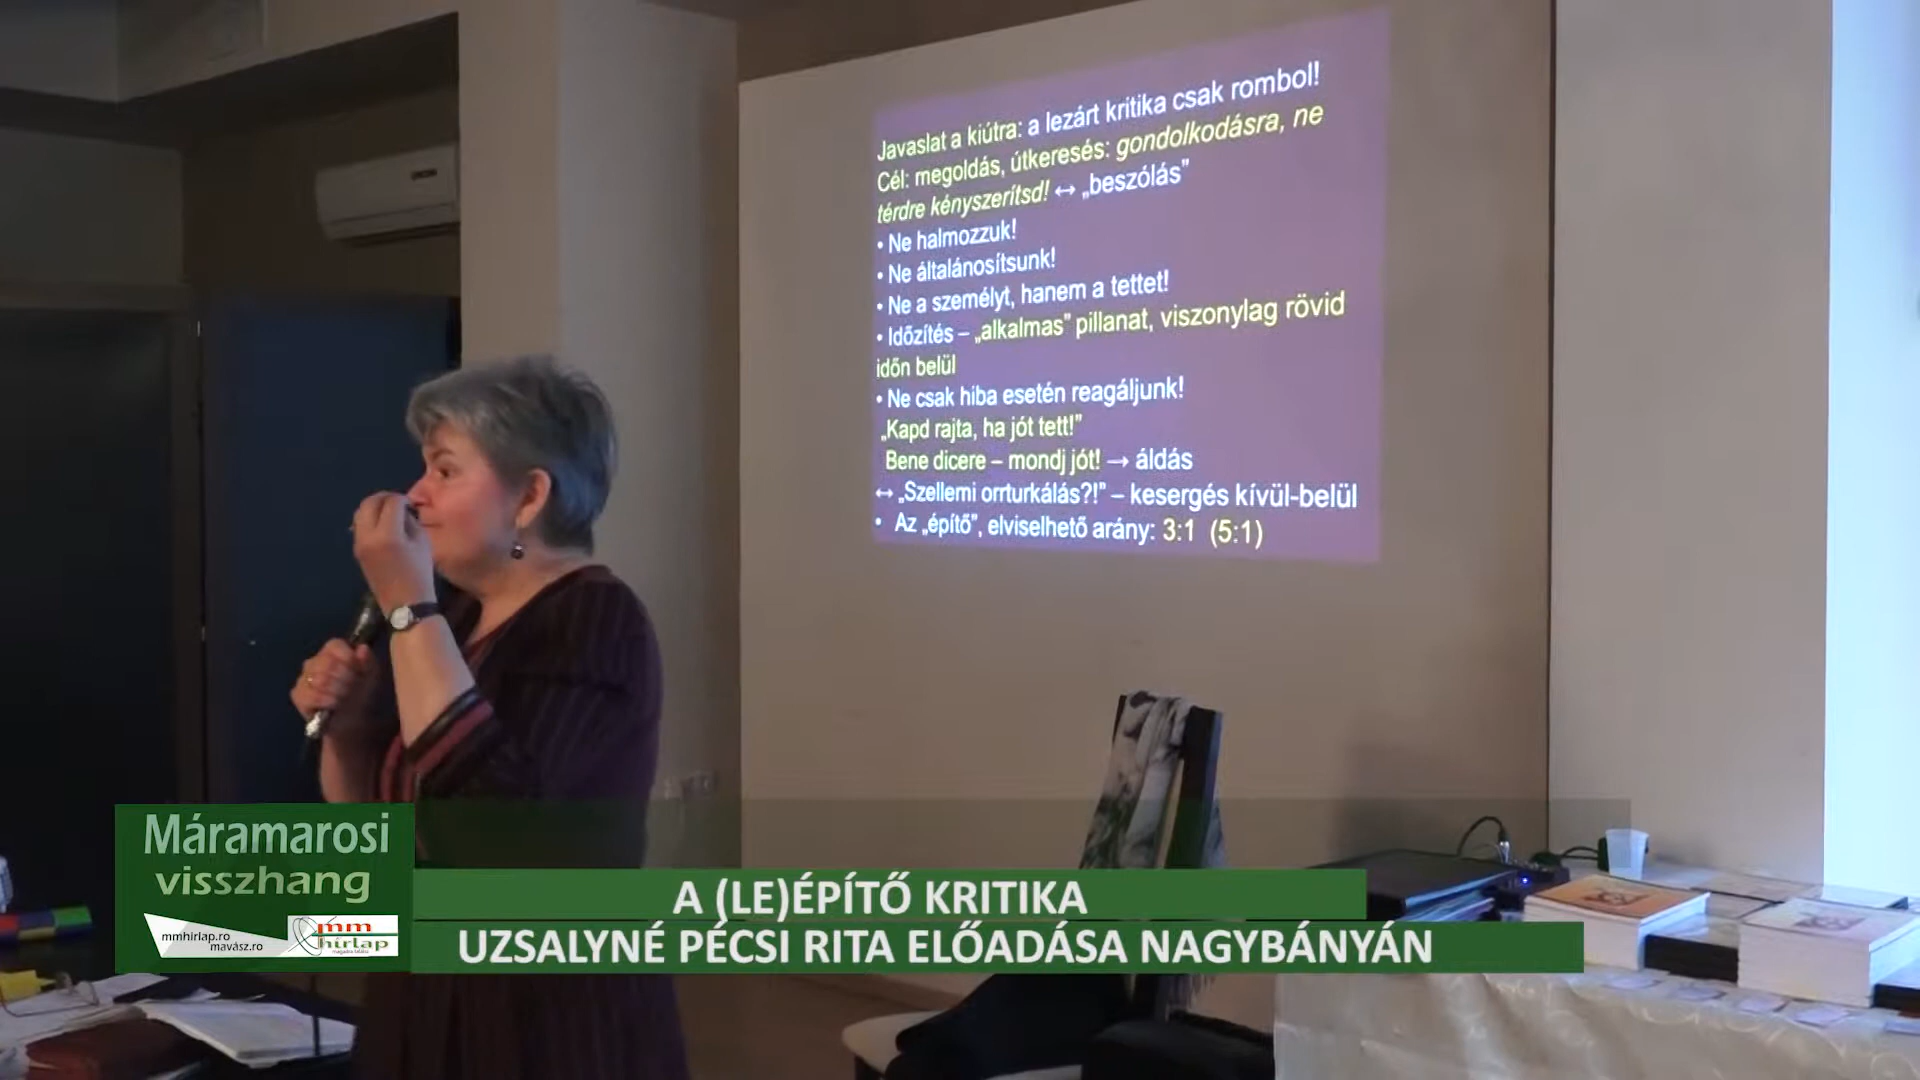 Javaslat a kiútra: a lezárt kritika csak rombol!
Cél: megoldás, útkeresés: gondolkodásra, ne
térdre kényszerítsd! ↔ „beszólás”
• Ne halmozzuk!
• Ne általánosítsunk!
• Ne a személyt, hanem a tettet!
• Időzítés – „alkalmas” pillanat, viszonylag rövid
időn belül
• Ne csak hiba esetén reagáljunk!
„Kapd rajta, ha jót tett!”
Bene dicere – mondj jót! → áldás
↔ „Szellemi orrturkálás?!” – kesergés kívül-belül
• Az „építő”, elviselhető arány: 3:1 (5:1)
Máramarosi
visszhang
mmhirlap.ro
mavász.ro
mm
hírlap
A (LE)ÉPÍTŐ KRITIKA
UZSALYNÉ PÉCSI RITA ELŐADÁSA NAGYBÁNYÁN